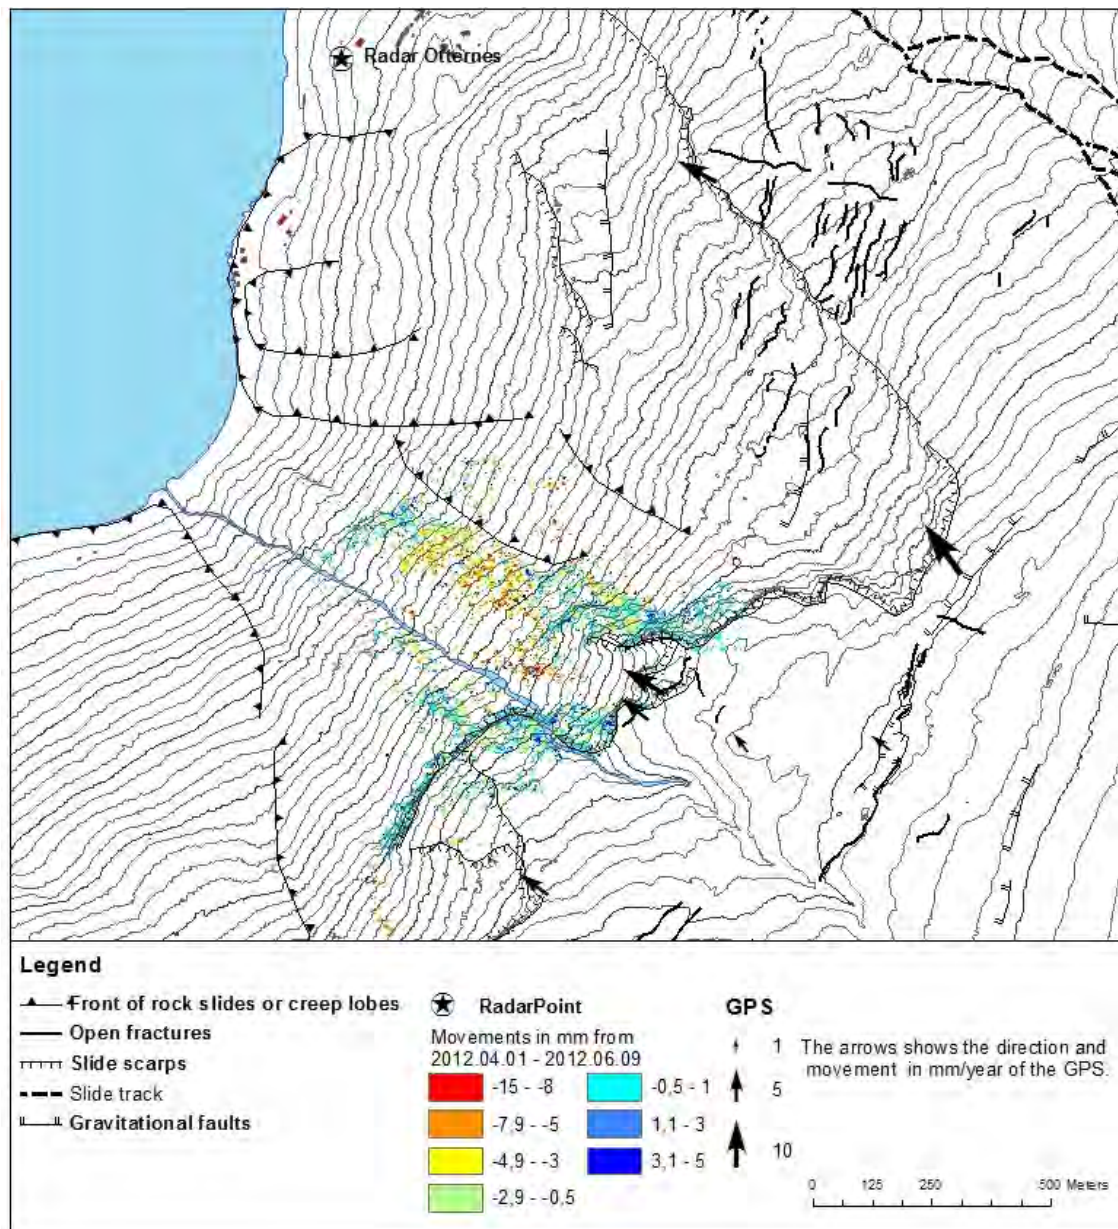 Radar Otternes
Legend
Front of rock slides or creep lobes
Open fractures
Slide scarps
Slide track
Gravitational faults
RadarPoint
Movements in mm from
2012.04.01 - 2012.06.09
-15 - -8
-7,9 - -5
-4,9 - -3
-2,9 - -0,5
-0,5 - 1
1,1 - 3
3,1 - 5
GPS
1
5
10
The arrows shows the direction and
movement in mm/year of the GPS.
0 125 250 500 Meters